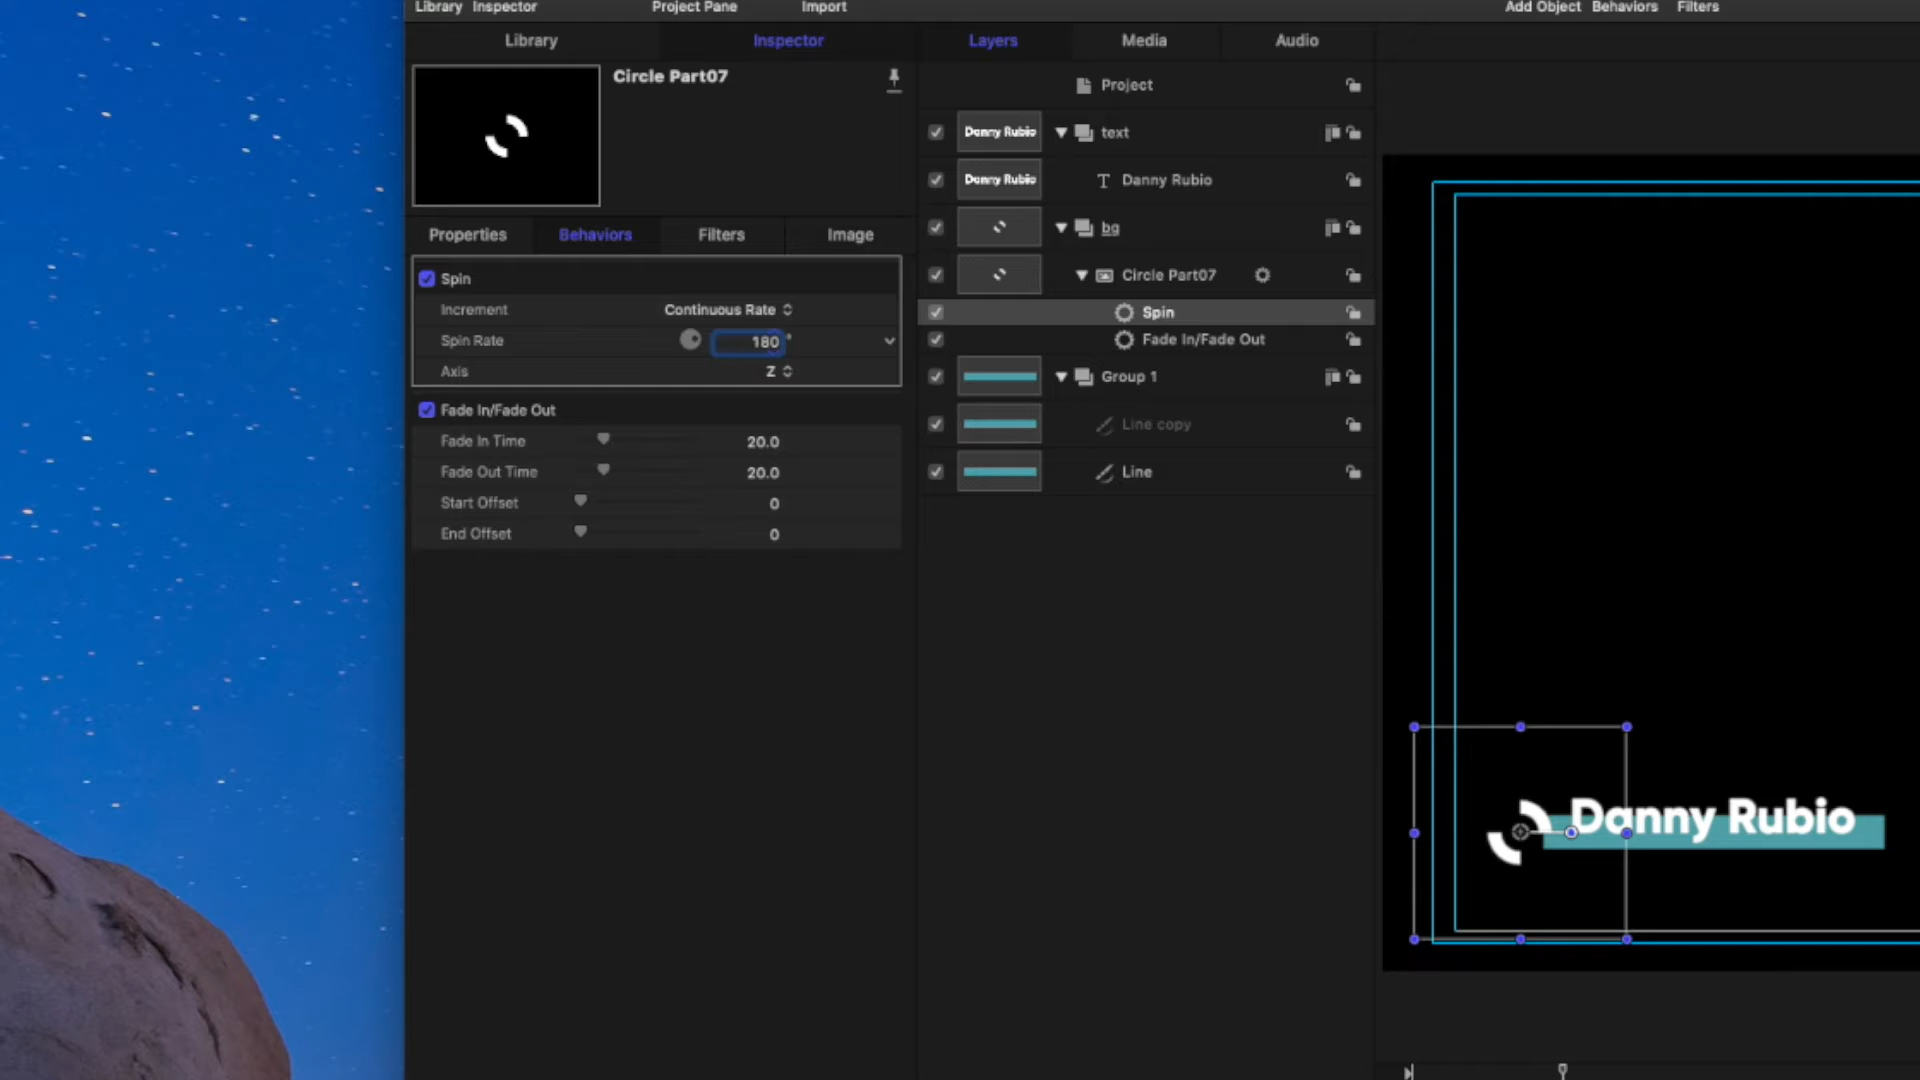 Library Inspector Project Pane Import Add Object Behaviors Filters
Library Inspector Layers Media Audio
Circle Part07
Project
Danny Rubio text
Danny Rubio Danny Rubio
Properties Behaviors Filters Image
bg
Spin
Circle Part07
Increment Continuous Rate
Spin
Spin Rate 180 °
Fade In/Fade Out
Axis Z
Group 1
Fade In/Fade Out
Line copy
Fade In Time 20.0
Fade Out Time 20.0
Line
Start Offset 0
End Offset 0
Danny Rubio